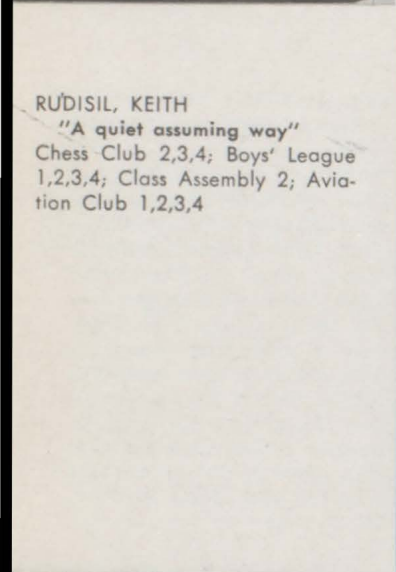 RUDISIL, KEITH
"A quiet assuming way"
Chess Club 2,3,4; Boys' League
1,2,3,4; Class Assembly 2; Avia-
tion Club 1,2,3,4